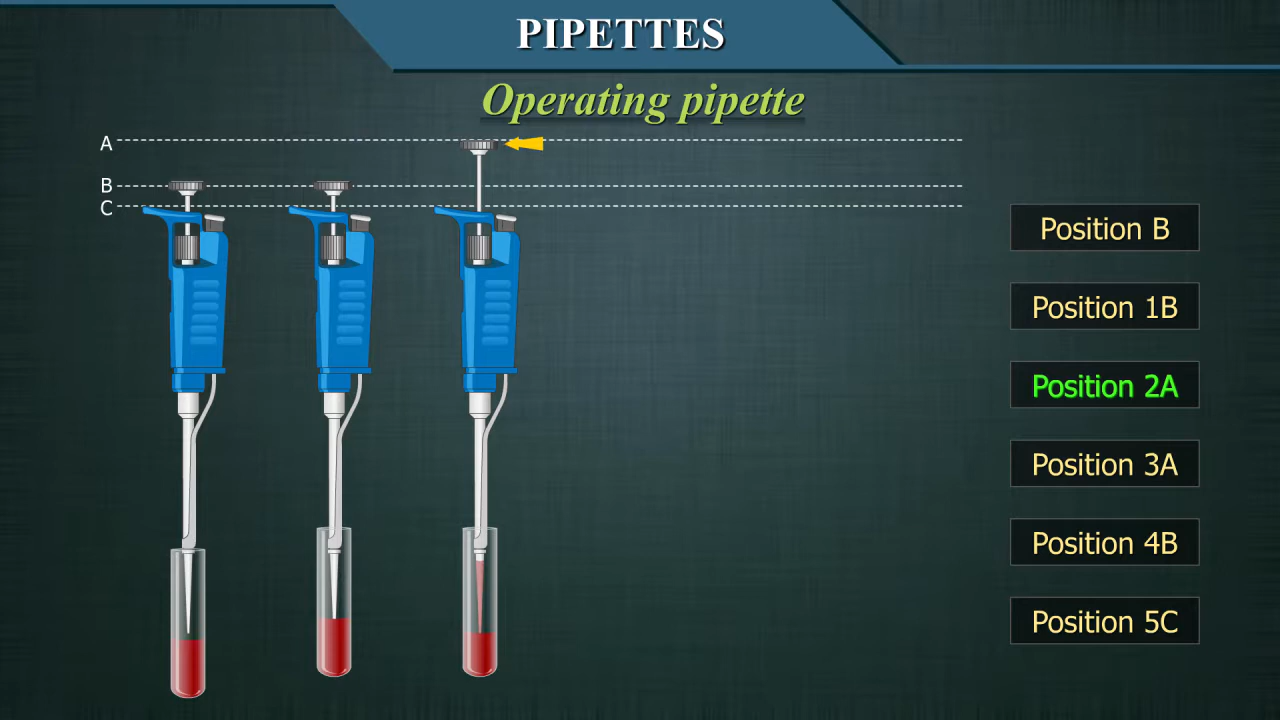 PIPETTES
Operating pipette
A
B
C
Position B
Position 1B
Position 2A
Position 3A
Position 4B
Position 5C